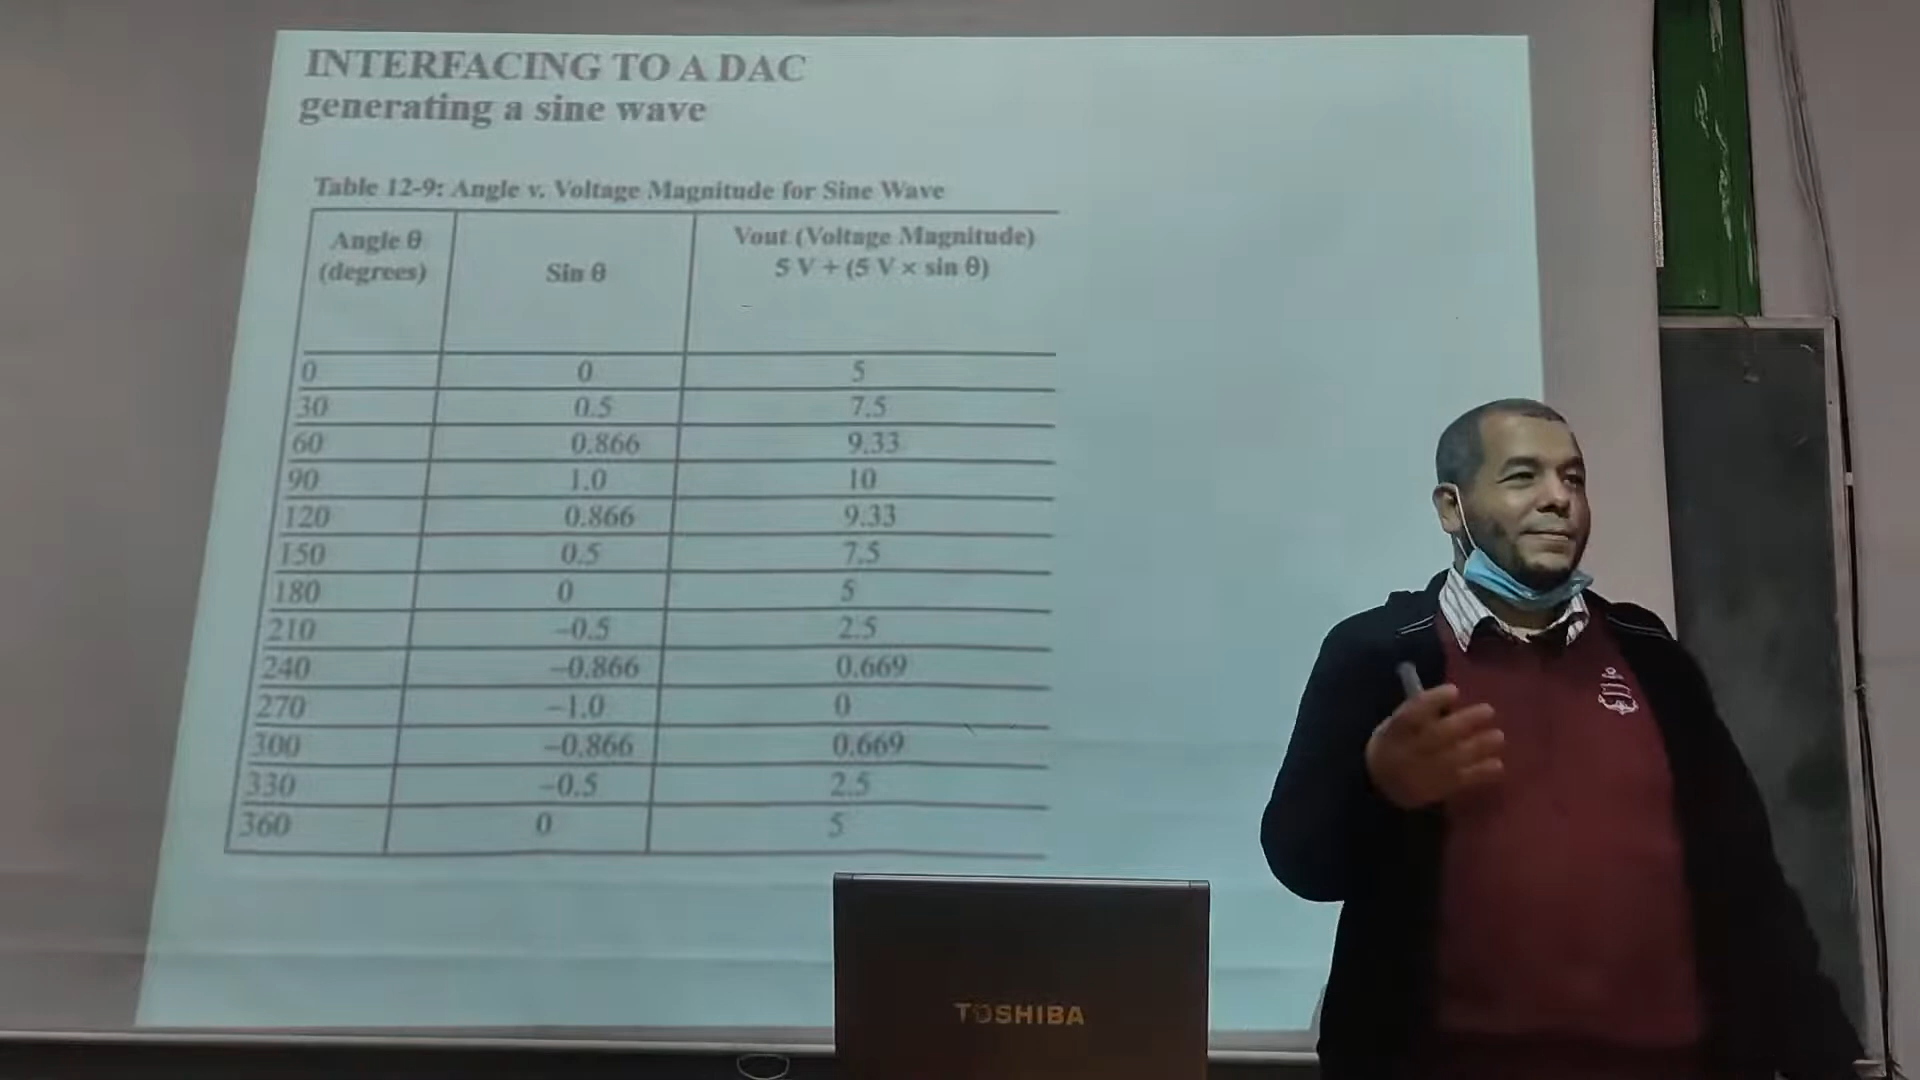 INTERFACING TO A DAC
generating a sine wave
Table 12-9: Angle v. Voltage Magnitude for Sine Wave
Angle θ (degrees) Sin θ Vout (Voltage Magnitude) 5 V + (5 V × sin θ)
0 0 5
30 0.5 7.5
60 0.866 9.33
90 1.0 10
120 0.866 9.33
150 0.5 7.5
180 0 5
210 –0.5 2.5
240 –0.866 0.669
270 –1.0 0
300 –0.866 0.669
330 –0.5 2.5
360 0 5
TOSHIBA